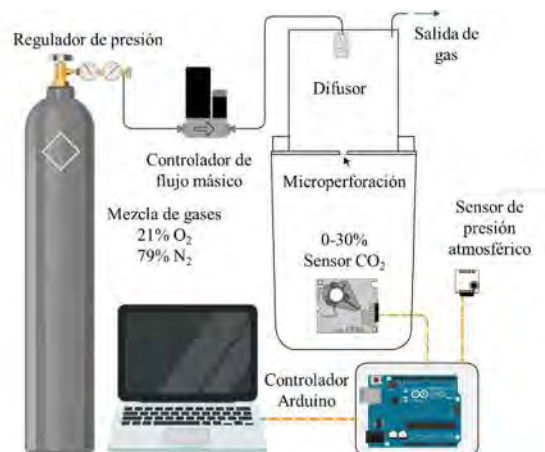 Regulador de presión
Salida de
gas
Difusor
Controlador de
flujo másico
Microperforación
Mezcla de gases
21% O₂
79% N₂
0-30%
Sensor CO₂
Sensor de
presión
atmosférico
Controlador
Arduino